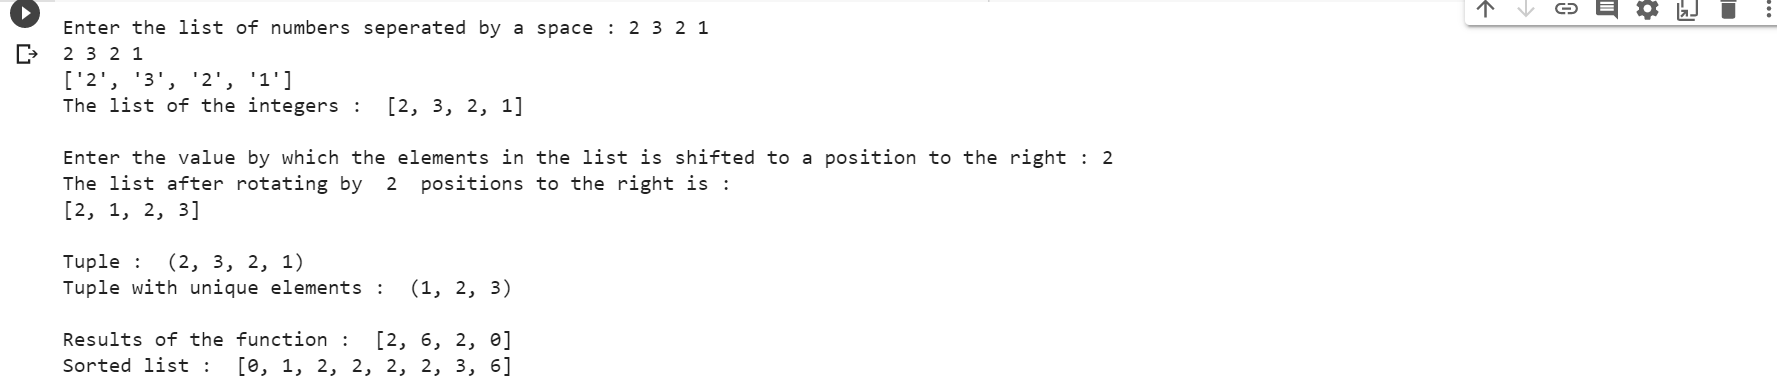 Enter the list of numbers seperated by a space : 2 3 2 1
2 3 2 1
['2', '3', '2', '1']
The list of the integers :  [2, 3, 2, 1]
Enter the value by which the elements in the list is shifted to a position to the right : 2
The list after rotating by  2  positions to the right is :
[2, 1, 2, 3]
Tuple :  (2, 3, 2, 1)
Tuple with unique elements :  (1, 2, 3)
Results of the function :  [2, 6, 2, 0]
Sorted list :  [0, 1, 2, 2, 2, 2, 3, 6]